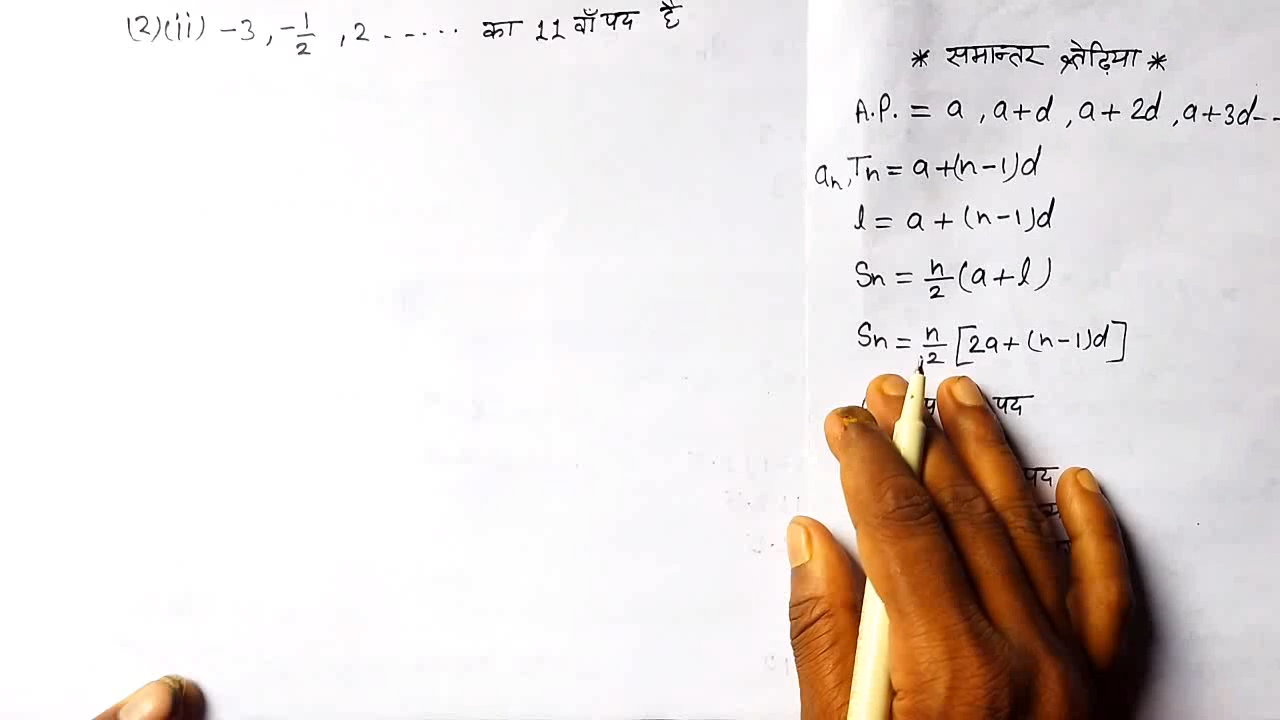 (2)(ii) -3, -1/2, 2 ----- का 11 वाँ पद है
* समान्तर श्रेढ़िया *
A.P. = a, a+d, a+2d, a+3d--
an, Tn = a+(n-1)d
l = a + (n-1)d
Sn = n/2 (a+l)
Sn = n/2 [2a+(n-1)d]
पद
पद